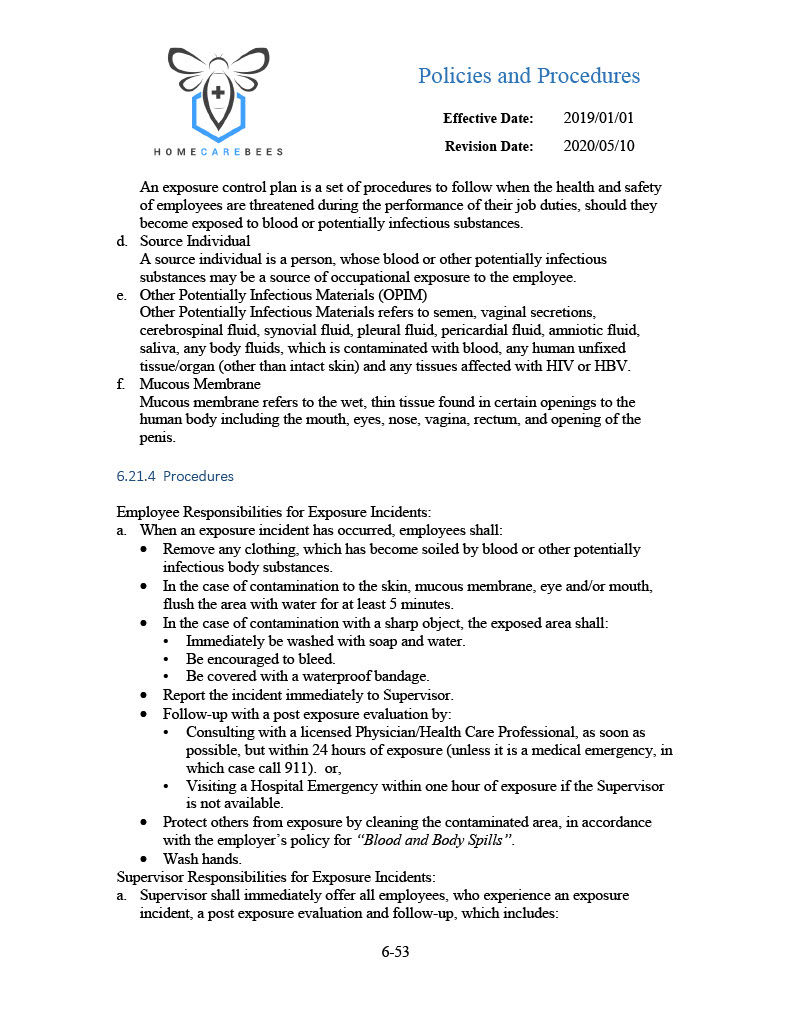 Policies and Procedures
Effective Date: 2019/01/01
Revision Date: 2020/05/10
HOMECAREBEES
An exposure control plan is a set of procedures to follow when the health and safety
of employees are threatened during the performance of their job duties, should they
become exposed to blood or potentially infectious substances.
d. Source Individual
A source individual is a person, whose blood or other potentially infectious
substances may be a source of occupational exposure to the employee.
e. Other Potentially Infectious Materials (OPIM)
Other Potentially Infectious Materials refers to semen, vaginal secretions,
cerebrospinal fluid, synovial fluid, pleural fluid, pericardial fluid, amniotic fluid,
saliva, any body fluids, which is contaminated with blood, any human unfixed
tissue/organ (other than intact skin) and any tissues affected with HIV or HBV.
f. Mucous Membrane
Mucous membrane refers to the wet, thin tissue found in certain openings to the
human body including the mouth, eyes, nose, vagina, rectum, and opening of the
penis.
6.21.4 Procedures
Employee Responsibilities for Exposure Incidents:
a. When an exposure incident has occurred, employees shall:
• Remove any clothing, which has become soiled by blood or other potentially
infectious body substances.
• In the case of contamination to the skin, mucous membrane, eye and/or mouth,
flush the area with water for at least 5 minutes.
• In the case of contamination with a sharp object, the exposed area shall:
• Immediately be washed with soap and water.
• Be encouraged to bleed.
• Be covered with a waterproof bandage.
• Report the incident immediately to Supervisor.
• Follow-up with a post exposure evaluation by:
• Consulting with a licensed Physician/Health Care Professional, as soon as
possible, but within 24 hours of exposure (unless it is a medical emergency, in
which case call 911). or,
• Visiting a Hospital Emergency within one hour of exposure if the Supervisor
is not available.
• Protect others from exposure by cleaning the contaminated area, in accordance
with the employer’s policy for “Blood and Body Spills”.
• Wash hands.
Supervisor Responsibilities for Exposure Incidents:
a. Supervisor shall immediately offer all employees, who experience an exposure
incident, a post exposure evaluation and follow-up, which includes:
6-53